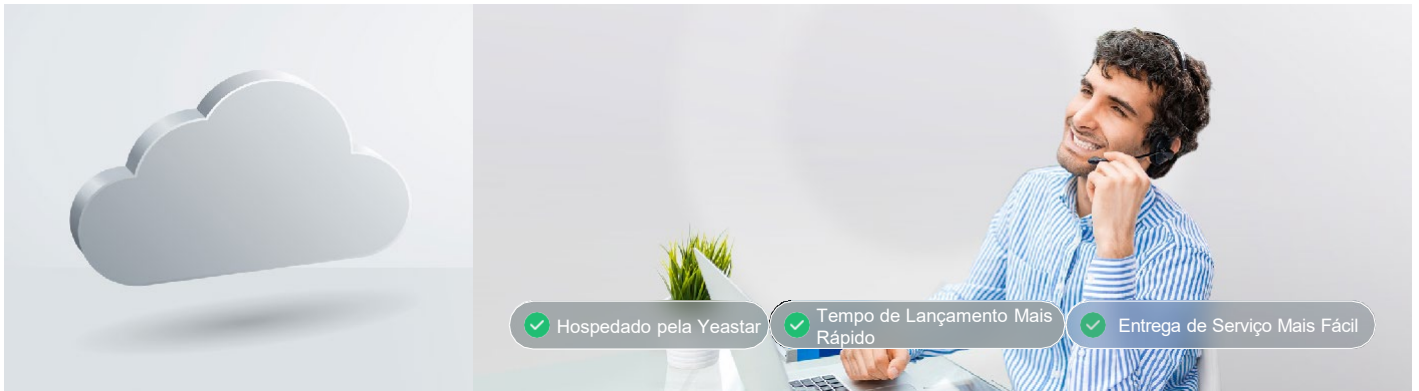 Hospedado pela Yeastar
Tempo de Lançamento Mais
Rápido
Entrega de Serviço Mais Fácil